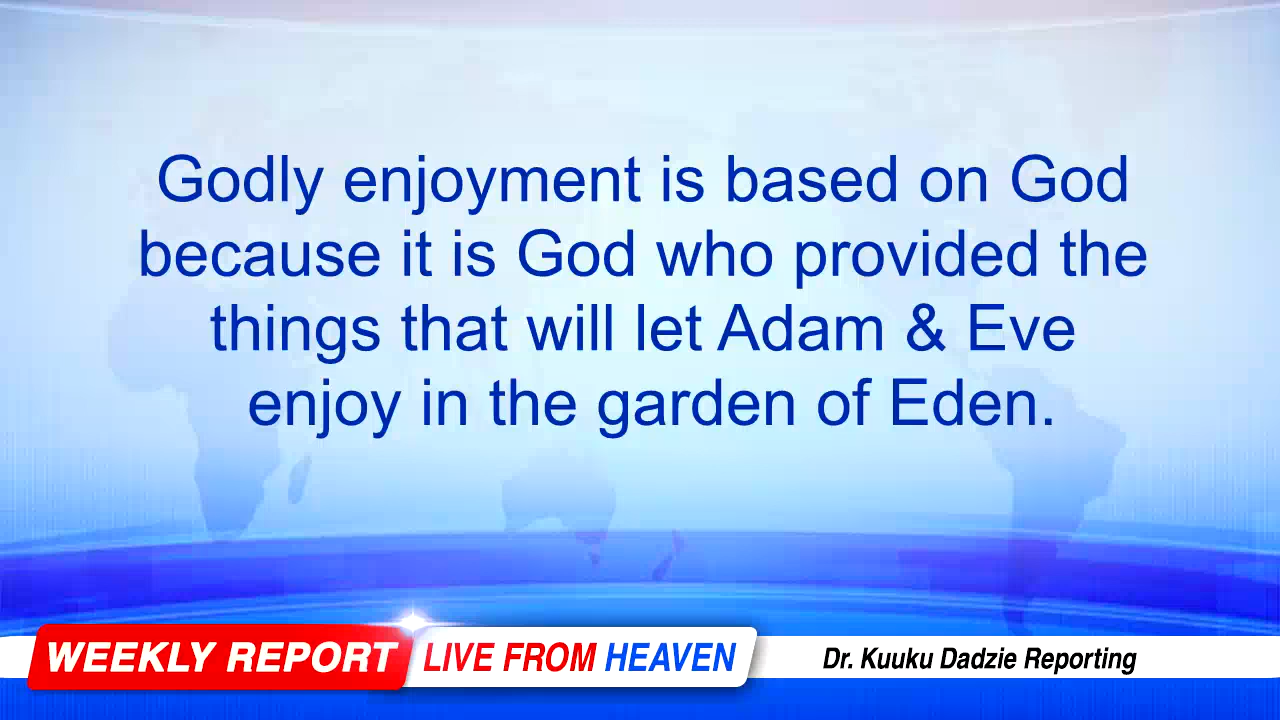 Godly enjoyment is based on God
because it is God who provided the
things that will let Adam & Eve
enjoy in the garden of Eden.
WEEKLY REPORT LIVE FROM HEAVEN Dr. Kuuku Dadzie Reporting